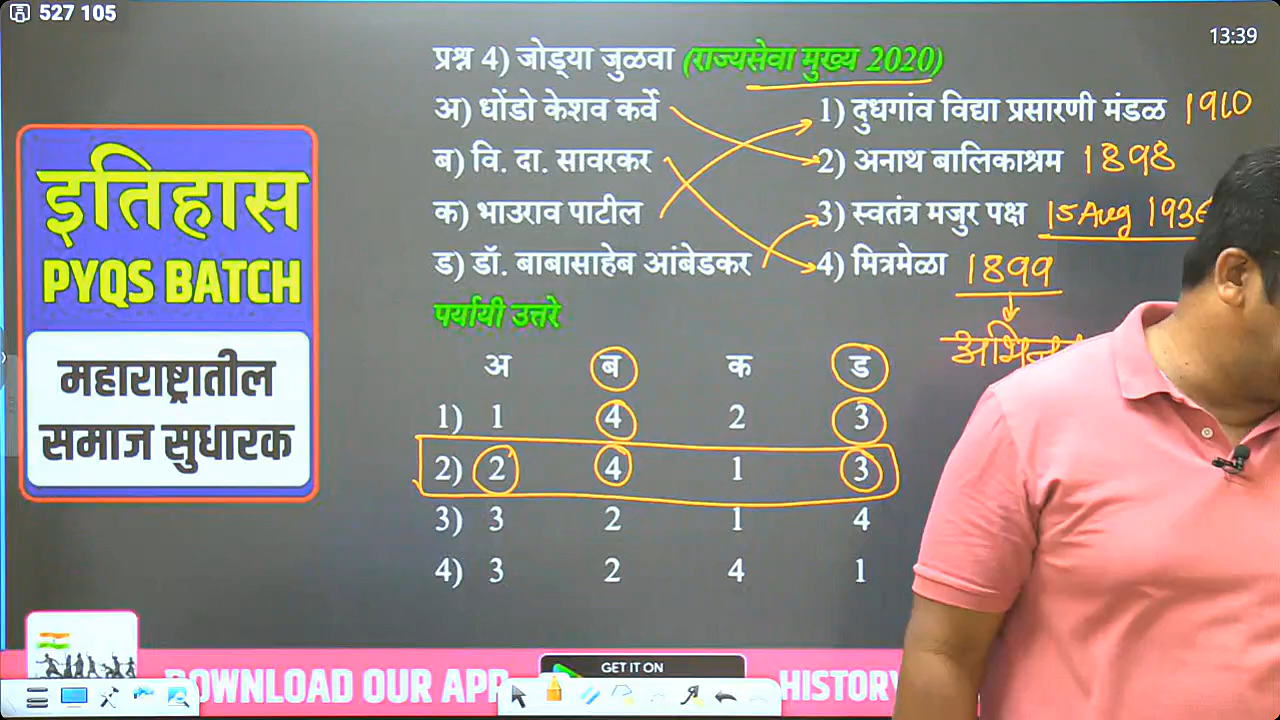 527 105
13:39
प्रश्न 4) जोड्या जुळवा (राज्यसेवा मुख्य 2020)
अ) धोंडो केशव कर्वे 1) दुधगांव विद्या प्रसारणी मंडळ 1910
ब) वि. दा. सावरकर 2) अनाथ बालिकाश्रम 1898
क) भाउराव पाटील 3) स्वतंत्र मजुर पक्ष 15 Aug 1936
ड) डॉ. बाबासाहेब आंबेडकर 4) मित्रमेळा 1899
पर्यायी उत्तरे
अ ब क ड
1) 1 4 2 3
2) 2 4 1 3
3) 3 2 1 4
4) 3 2 4 1
इतिहास
PYQS BATCH
महाराष्ट्रातील
समाज सुधारक
DOWNLOAD OUR APP
GET IT ON
HISTORY